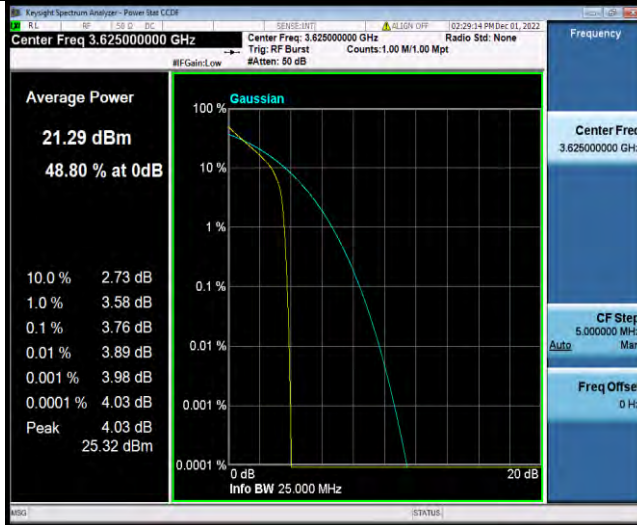 Keysight Spectrum Analyzer - Power Stat CCDF
RL RF 50 Ω DC SENSE:INT ALIGN OFF 02:29:14 PM Dec 01, 2022
Center Freq 3.625000000 GHz
Center Freq: 3.625000000 GHz Radio Std: None
Trig: RF Burst Counts:1.00 M/1.00 Mpt
#IFGain:Low #Atten: 50 dB
Frequency
Average Power
21.29 dBm
48.80 % at 0dB
10.0 % 2.73 dB
1.0 % 3.58 dB
0.1 % 3.76 dB
0.01 % 3.89 dB
0.001 % 3.98 dB
0.0001 % 4.03 dB
Peak 4.03 dB
25.32 dBm
Gaussian
100 %
10 %
1 %
0.1 %
0.01 %
0.001 %
0.0001 %
0 dB 20 dB
Info BW 25.000 MHz
Center Freq
3.625000000 GHz
CF Step
5.000000 MHz
Auto Man
Freq Offse
0 Hz
MSG STATUS